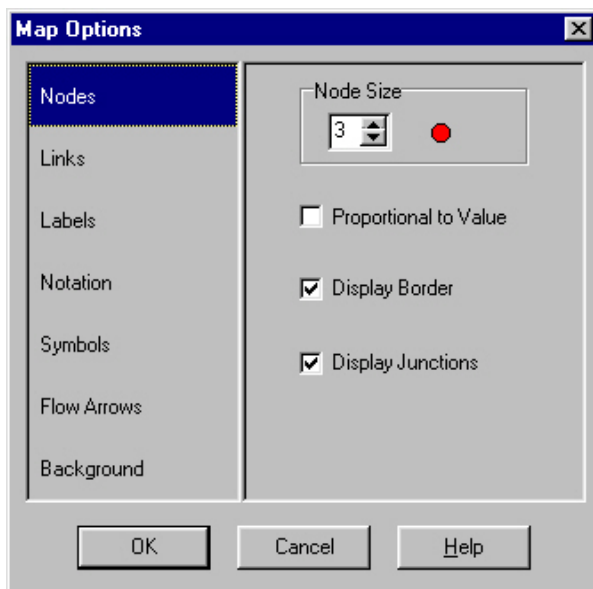 Map Options
Nodes
Links
Labels
Notation
Symbols
Flow Arrows
Background
Node Size
3
Proportional to Value
Display Border
Display Junctions
OK
Cancel
Help